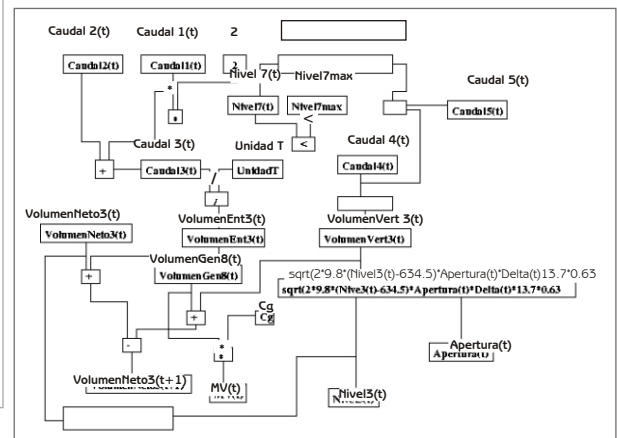 Caudal 2(t) Caudal 1(t) 2
Caudal2(t) Caudal1(t) 2
Nivel 7(t) Nivel7max
Caudal 5(t)
*
Nivel7(t) Nivel7max
Caudal5(t)
*
<
Caudal 3(t) Unidad T
<
Caudal 4(t)
+ Caudal3(t) / UnidadT
Caudal4(t)
/
VolumenNeto3(t) VolumenEnt3(t) VolumenVert 3(t)
VolumenNeto3(t) VolumenEnt3(t) VolumenVert3(t)
VolumenGen8(t)
+ VolumenGen8(t)
sqrt(2*9.8*(Nivel3(t)-634.5)*Apertura(t)*Delta(t)13.7*0.63
sqrt(2*9.8*(Nive3(t)-634.5)*Apertura(t)*Delta(t)*13.7*0.63
Cg
+ Cg
- *
*
Apertura(t)
Apertura(t)
VolumenNeto3(t+1) MV(t) Nivel3(t)